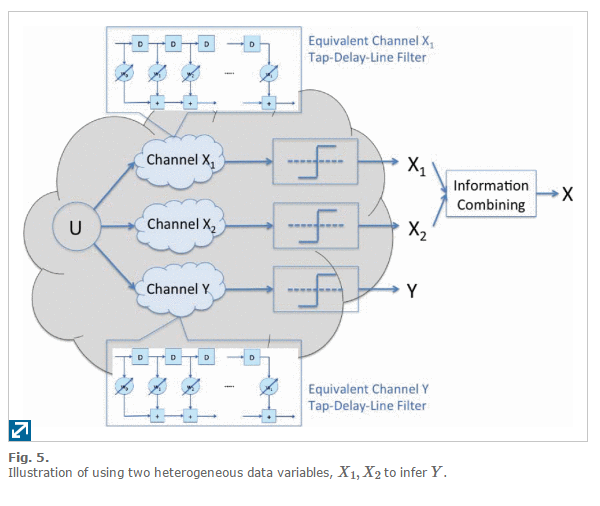 D D D D
Equivalent Channel X₁
Tap-Delay-Line Filter
.....
+ + +
Channel X₁
X₁
Information
Combining
X
U
Channel X₂
X₂
Channel Y
Y
D D D D
Equivalent Channel Y
Tap-Delay-Line Filter
.....
+ + +
Fig. 5.
Illustration of using two heterogeneous data variables, X₁, X₂ to infer Y.